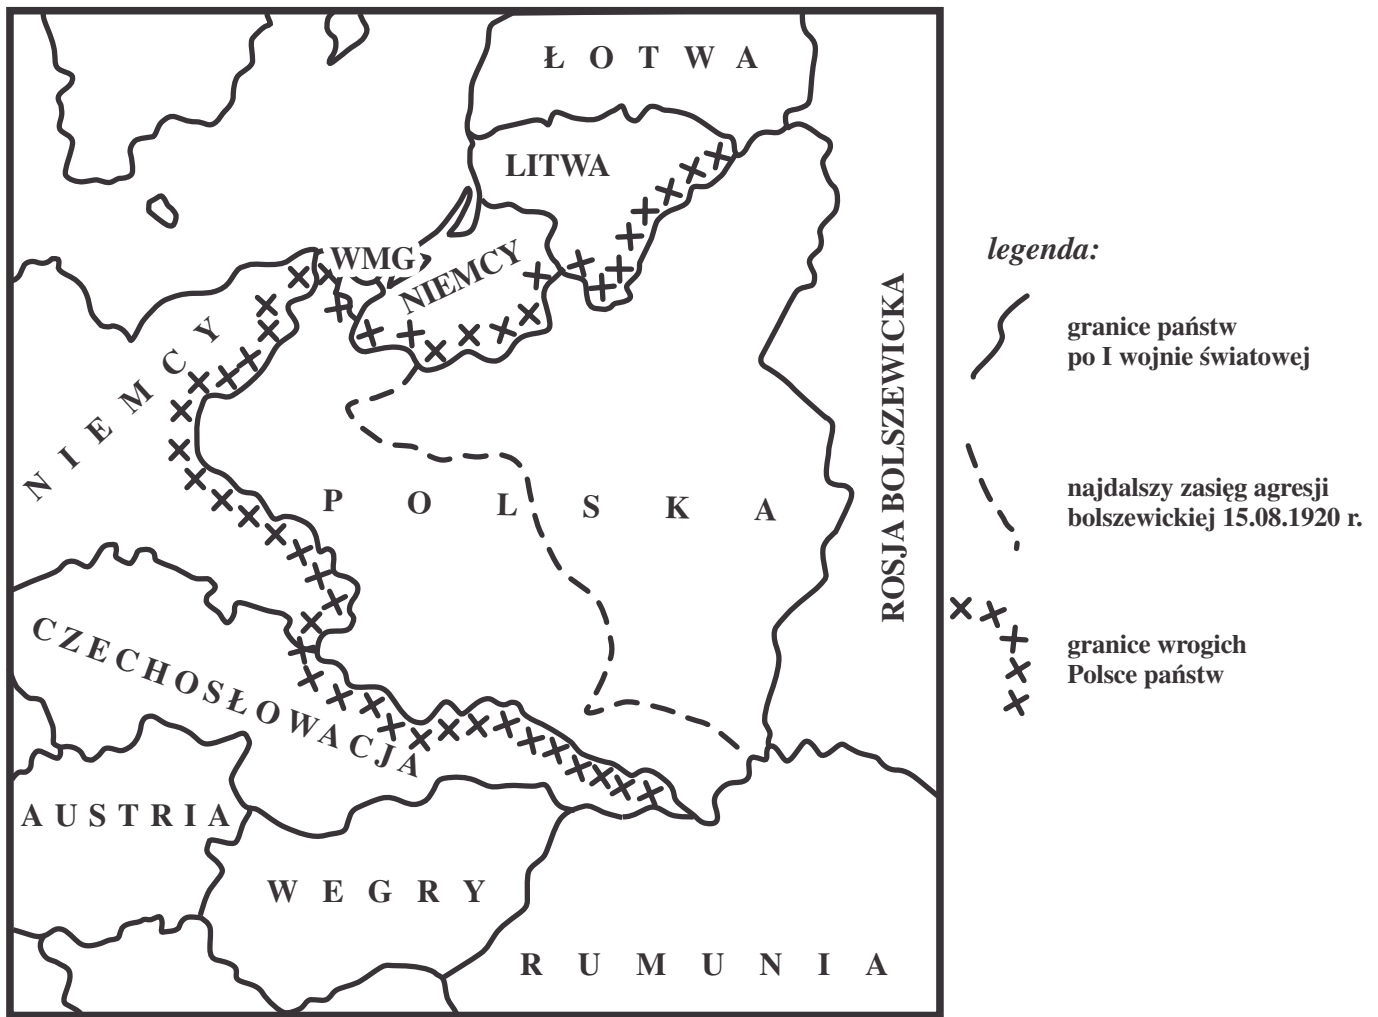 Ł O T W A
LITWA
WMG
NIEMCY
N I E M C Y
P O L S K A
ROSJA BOLSZEWICKA
CZECHOSŁOWACJA
A U S T R I A
W E G R Y
R U M U N I A
legenda:
granice państw
po I wojnie światowej
najdalszy zasięg agresji
bolszewickiej 15.08.1920 r.
granice wrogich
Polsce państw